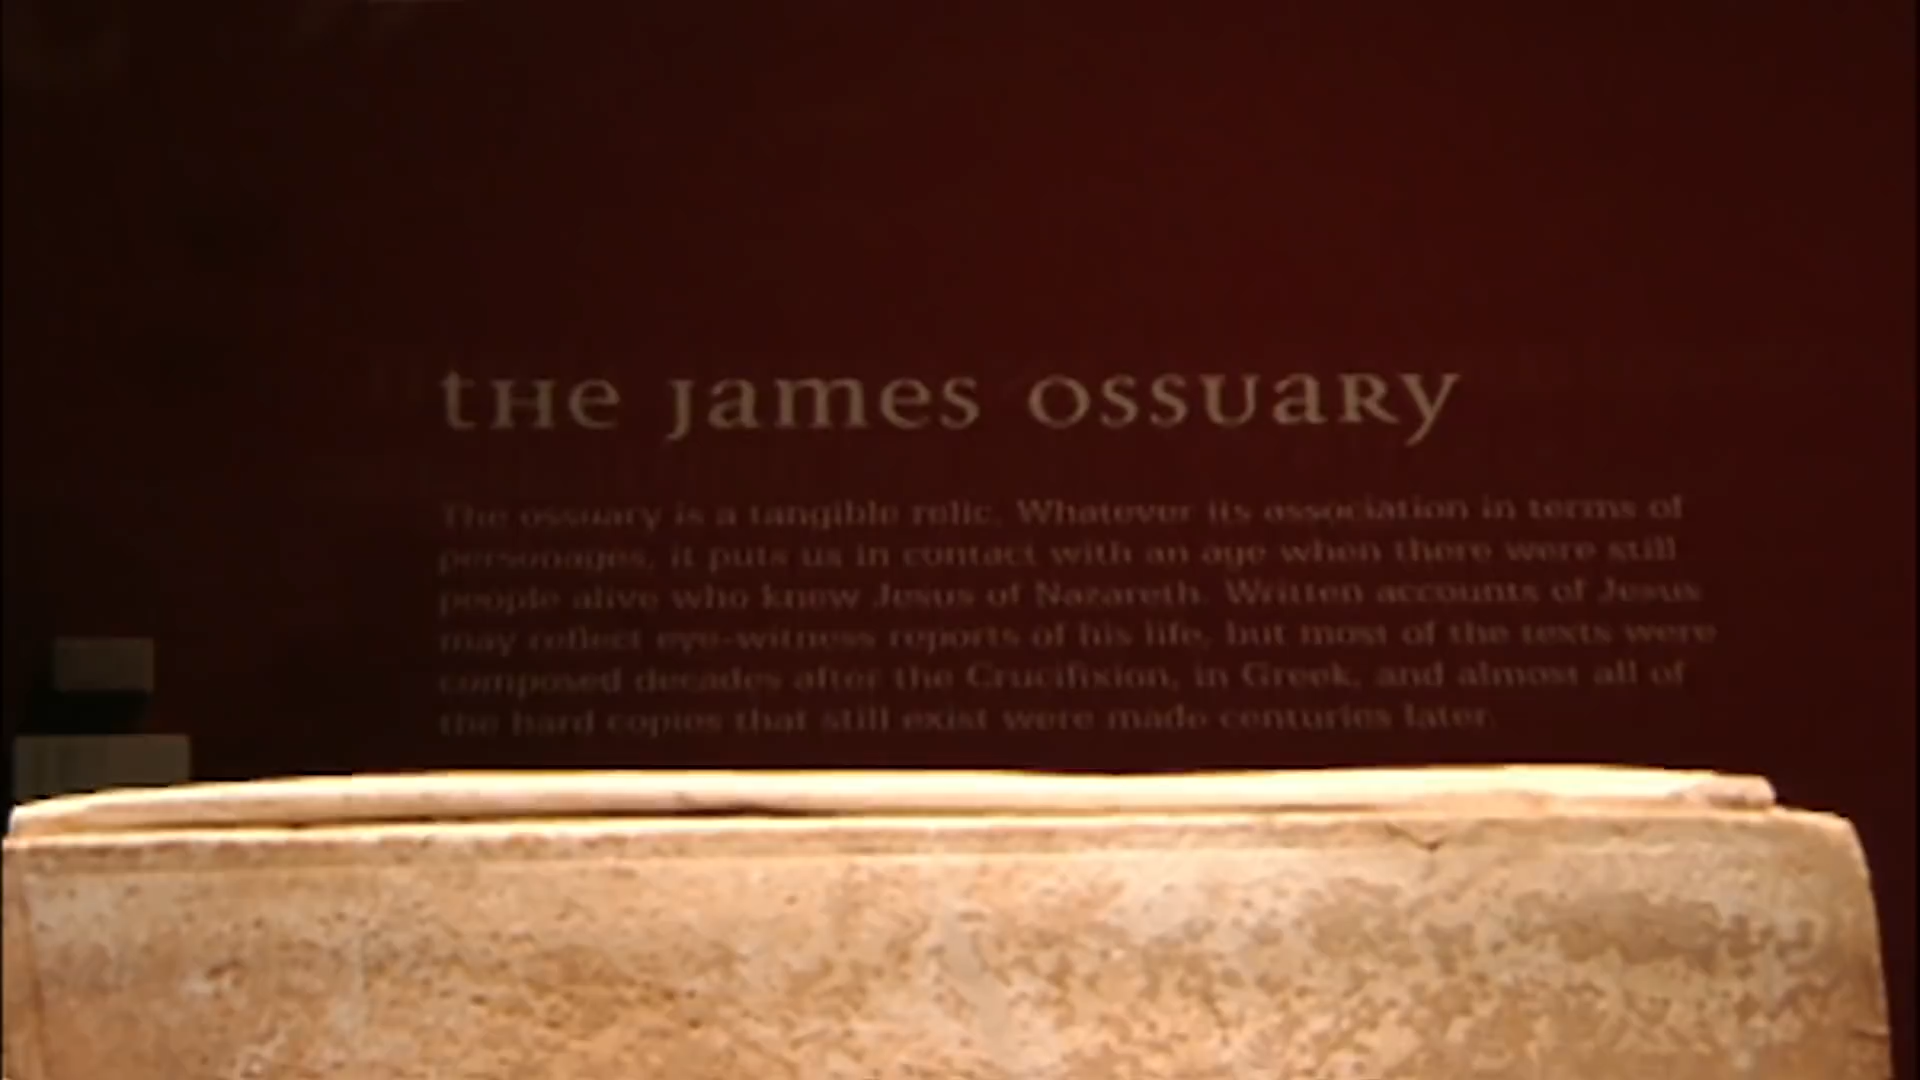 the James Ossuary
The ossuary is a tangible relic. Whatever its association in terms of
personages, it puts us in contact with an age when there were still
people alive who knew Jesus of Nazareth. Written accounts of Jesus
may reflect eye-witness reports of his life, but most of the texts were
composed decades after the Crucifixion, in Greek, and almost all of
the hard copies that still exist were made centuries later.